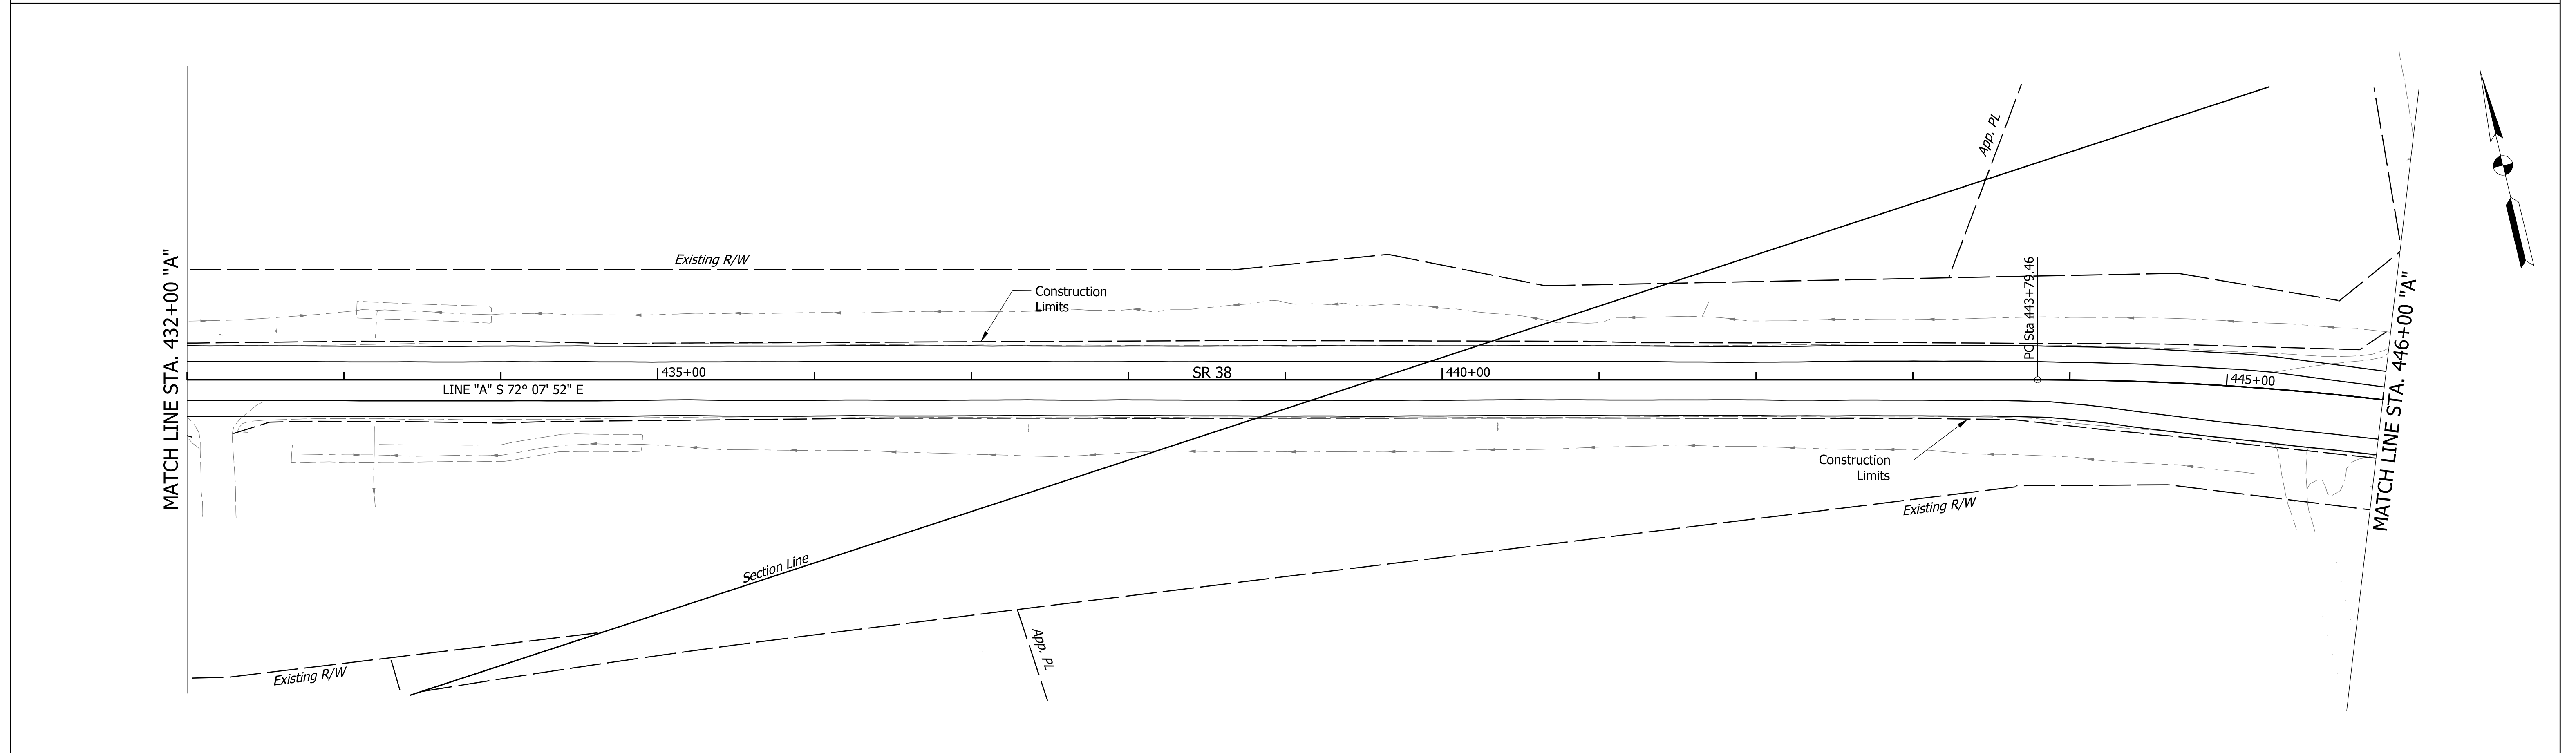 App. PL
MATCH LINE STA. 432+00 "A"
Existing R/W
Construction
Limits
PC Sta 443+79.46
MATCH LINE STA. 446+00 "A"
435+00
SR 38
440+00
445+00
LINE "A" S 72° 07' 52" E
Construction
Limits
Existing R/W
Section Line
App. PL
Existing R/W